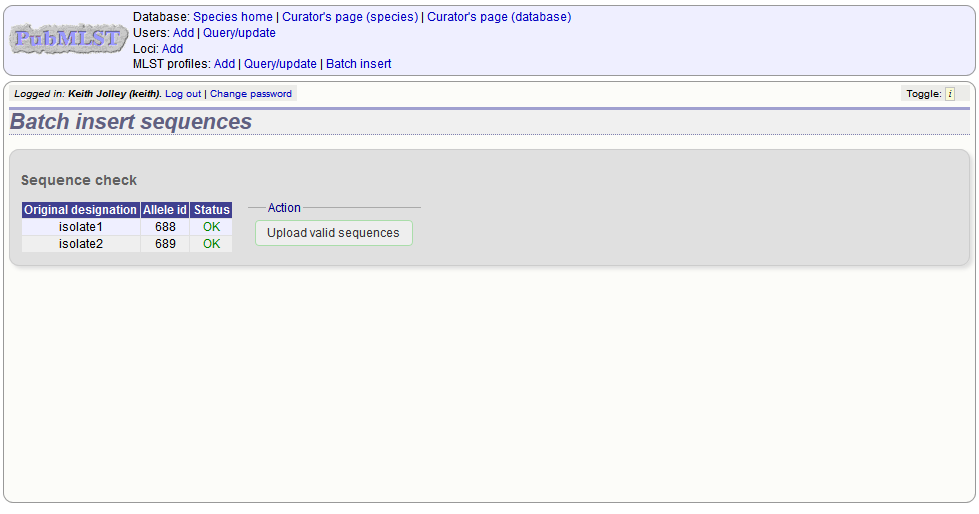 PubMLST
Database: Species home | Curator's page (species) | Curator's page (database)
Users: Add | Query/update
Loci: Add
MLST profiles: Add | Query/update | Batch insert
Logged in: Keith Jolley (keith). Log out | Change password
Toggle: i
Batch insert sequences
Sequence check
Original designation Allele id Status
isolate1 688 OK
isolate2 689 OK
Action
Upload valid sequences